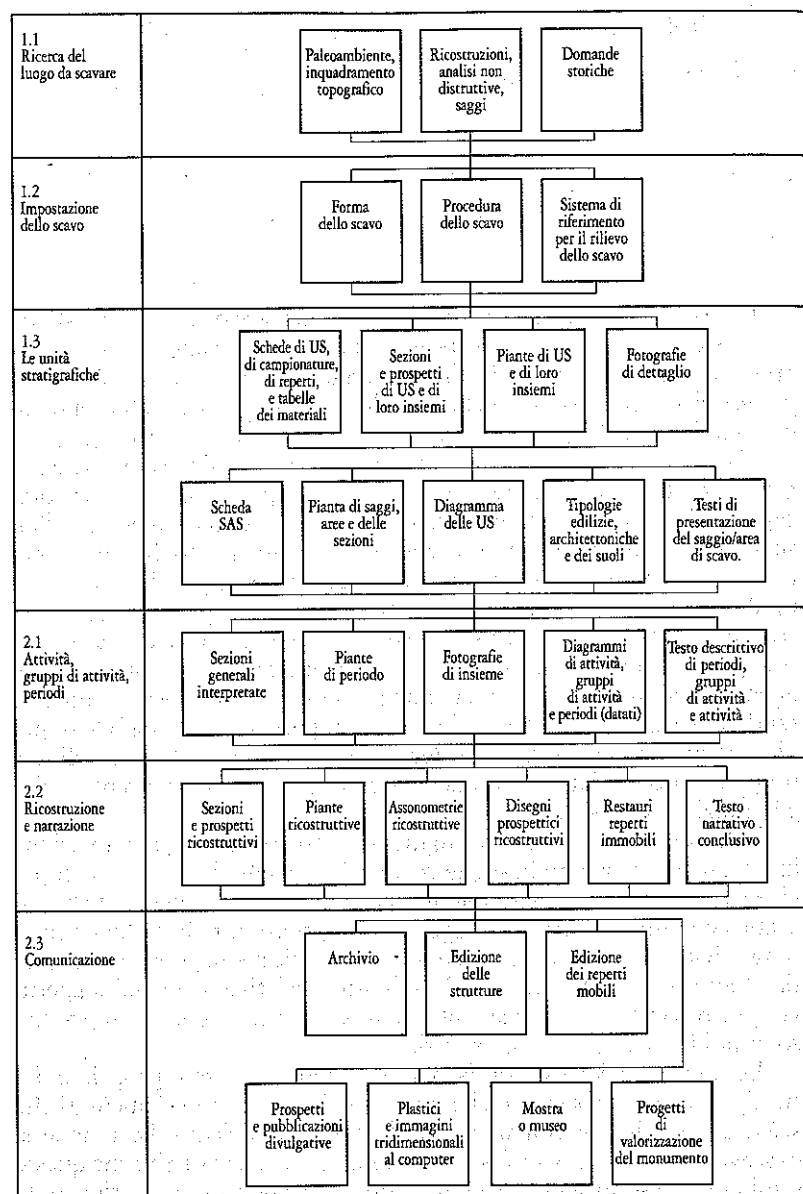 1.1
Ricerca del
luogo da scavare
Paleoambiente,
inquadramento
topografico
Ricostruzioni,
analisi non
distruttive,
saggi
Domande
storiche
1.2
Impostazione
dello scavo
Forma
dello scavo
Procedura
dello scavo
Sistema di
riferimento
per il rilievo
dello scavo
1.3
Le unità
stratigrafiche
Schede di US,
di campionature,
di reperti,
e tabelle
dei materiali
Sezioni
e prospetti
di US e di
loro insiemi
Piante di US
e di loro
insiemi
Fotografie
di dettaglio
Scheda
SAS
Pianta di saggi,
aree e delle
sezioni
Diagramma
delle US
Tipologie
edilizie,
architettoniche
e dei suoli
Testi di
presentazione
del saggio/area
di scavo.
2.1
Attività,
gruppi di attività,
periodi
Sezioni
generali
interpretate
Piante
di periodo
Fotografie
di insieme
Diagrammi
di attività,
gruppi
di attività
e periodi (datati)
Testo descrittivo
di periodi,
gruppi
di attività
e attività
2.2
Ricostruzione
e narrazione
Sezioni
e prospetti
ricostruttivi
Piante
ricostruttive
Assonometrie
ricostruttive
Disegni
prospettici
ricostruttivi
Restauri
reperti
immobili
Testo
narrativo
conclusivo
2.3
Comunicazione
Archivio
Edizione
delle
strutture
Edizione
dei reperti
mobili
Prospetti
e pubblicazioni
divulgative
Plastici
e immagini
tridimensionali
al computer
Mostra
o museo
Progetti
di
valorizzazione
del monumento